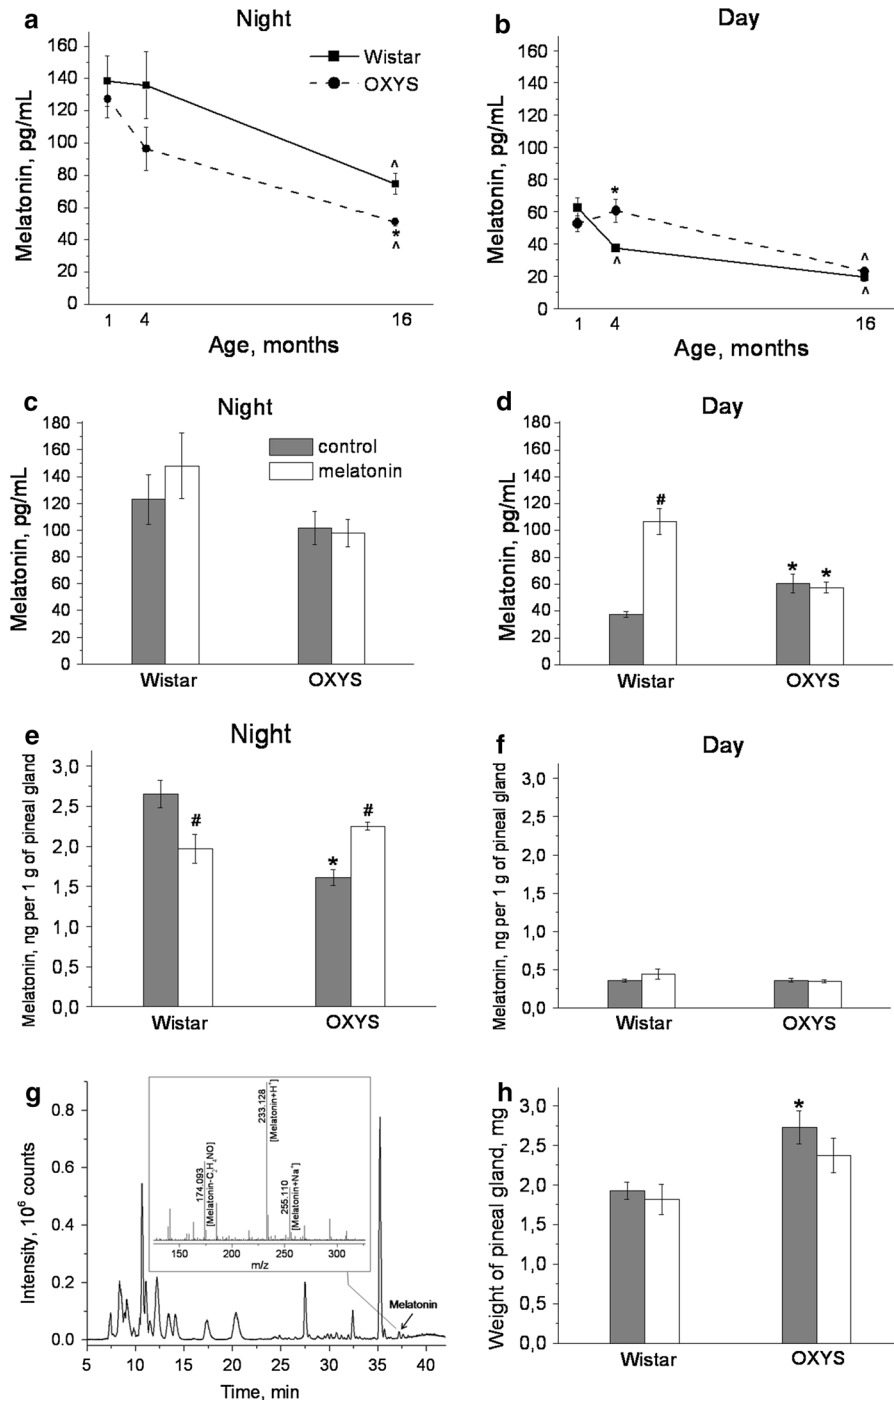 a
Night
160
140
120
100
80
60
40
20
0
Melatonin, pg/mL
Wistar
OXYS
^
*
^
1 4 16
Age, months
b
Day
160
140
120
100
80
60
40
20
0
Melatonin, pg/mL
*
^
^
^
1 4 16
Age, months
c
Night
180
160
140
120
100
80
60
40
20
0
Melatonin, pg/mL
control
melatonin
Wistar OXYS
d
Day
180
160
140
120
100
80
60
40
20
0
Melatonin, pg/mL
#
* *
Wistar OXYS
e
Night
3,0
2,5
2,0
1,5
1,0
0,5
0,0
Melatonin, ng per 1 g of pineal gland
#
*
#
Wistar OXYS
f
Day
3,0
2,5
2,0
1,5
1,0
0,5
0,0
Melatonin, ng per 1 g of pineal gland
Wistar OXYS
g
0.8
0.6
0.4
0.2
0.0
Intensity, 10⁶ counts
174.093
[Melatonin-C₂H₄NO]
233.128
[Melatonin+H⁺]
255.110
[Melatonin+Na⁺]
150 200 250 300
m/z
Melatonin
5 10 15 20 25 30 35 40
Time, min
h
3,0
2,5
2,0
1,5
1,0
0,5
0,0
Weight of pineal gland, mg
*
Wistar OXYS